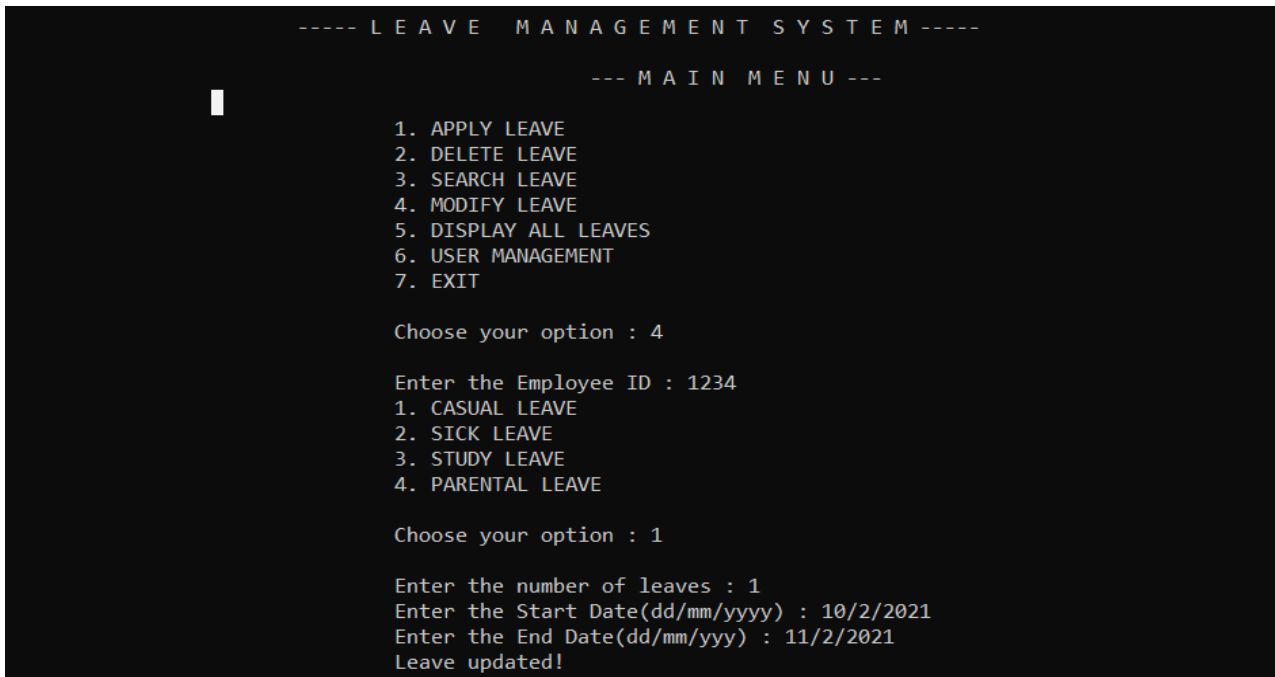 ----- L E A V E   M A N A G E M E N T  S Y S T E M -----
--- M A I N  M E N U ---
1. APPLY LEAVE
2. DELETE LEAVE
3. SEARCH LEAVE
4. MODIFY LEAVE
5. DISPLAY ALL LEAVES
6. USER MANAGEMENT
7. EXIT
Choose your option : 4
Enter the Employee ID : 1234
1. CASUAL LEAVE
2. SICK LEAVE
3. STUDY LEAVE
4. PARENTAL LEAVE
Choose your option : 1
Enter the number of leaves : 1
Enter the Start Date(dd/mm/yyyy) : 10/2/2021
Enter the End Date(dd/mm/yyy) : 11/2/2021
Leave updated!